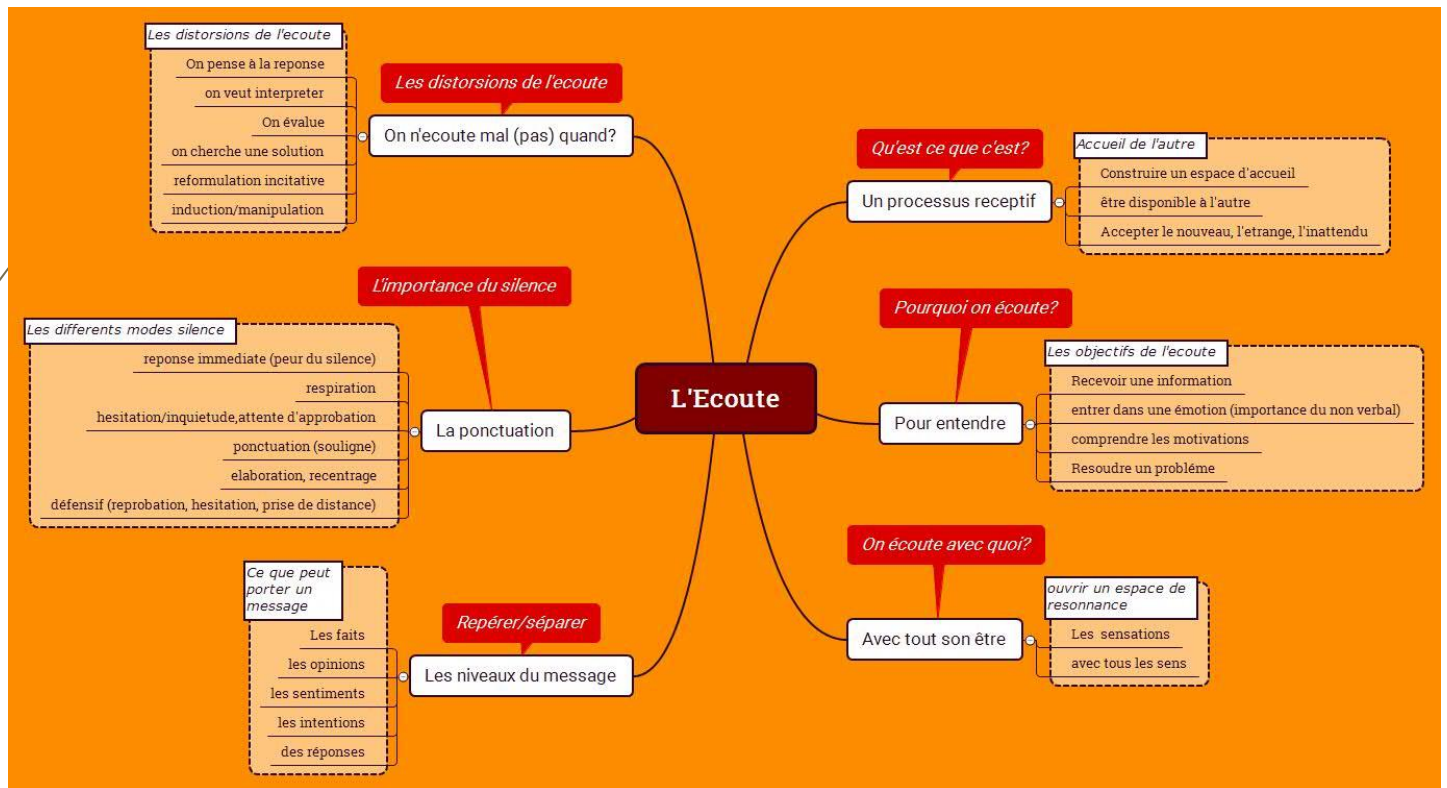 L'Ecoute
Qu'est ce que c'est?
Un processus receptif
Accueil de l'autre
Construire un espace d'accueil
être disponible à l'autre
Accepter le nouveau, l'etrange, l'inattendu
Pourquoi on écoute?
Pour entendre
Les objectifs de l'ecoute
Recevoir une information
entrer dans une émotion (importance du non verbal)
comprendre les motivations
Resoudre un probléme
On écoute avec quoi?
Avec tout son être
ouvrir un espace de
resonnance
Les sensations
avec tous les sens
Repérer/séparer
Les niveaux du message
Ce que peut
porter un
message
Les faits
les opinions
les sentiments
les intentions
des réponses
L'importance du silence
La ponctuation
Les differents modes silence
reponse immediate (peur du silence)
respiration
hesitation/inquietude,attente d'approbation
ponctuation (souligne)
elaboration, recentrage
défensif (reprobation, hesitation, prise de distance)
Les distorsions de l'ecoute
On n'ecoute mal (pas) quand?
Les distorsions de l'ecoute
On pense à la reponse
on veut interpreter
On évalue
on cherche une solution
reformulation incitative
induction/manipulation